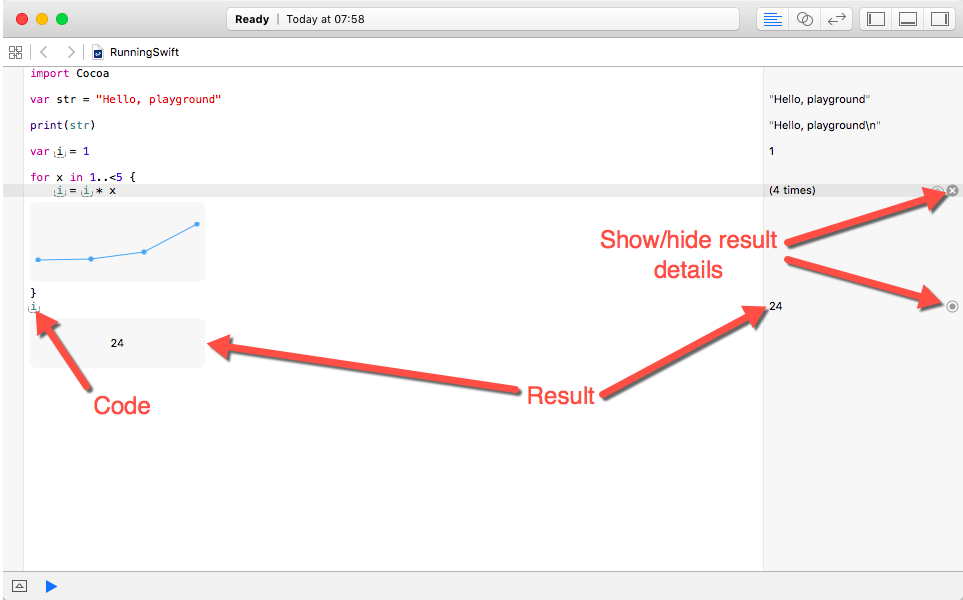 Ready | Today at 07:58
RunningSwift
import Cocoa
var str = "Hello, playground"
"Hello, playground"
print(str)
"Hello, playground\n"
var i = 1
1
for x in 1..<5 {
i = i * x
(4 times)
Show/hide result
details
}
i
24
24
Result
Code